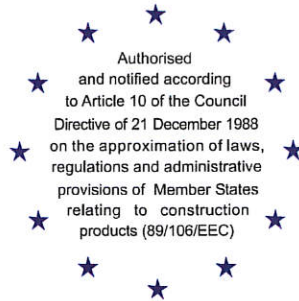 Authorised
and notified according
to Article 10 of the Council
Directive of 21 December 1988
on the approximation of laws,
regulations and administrative
provisions of Member States
relating to construction
products (89/106/EEC)